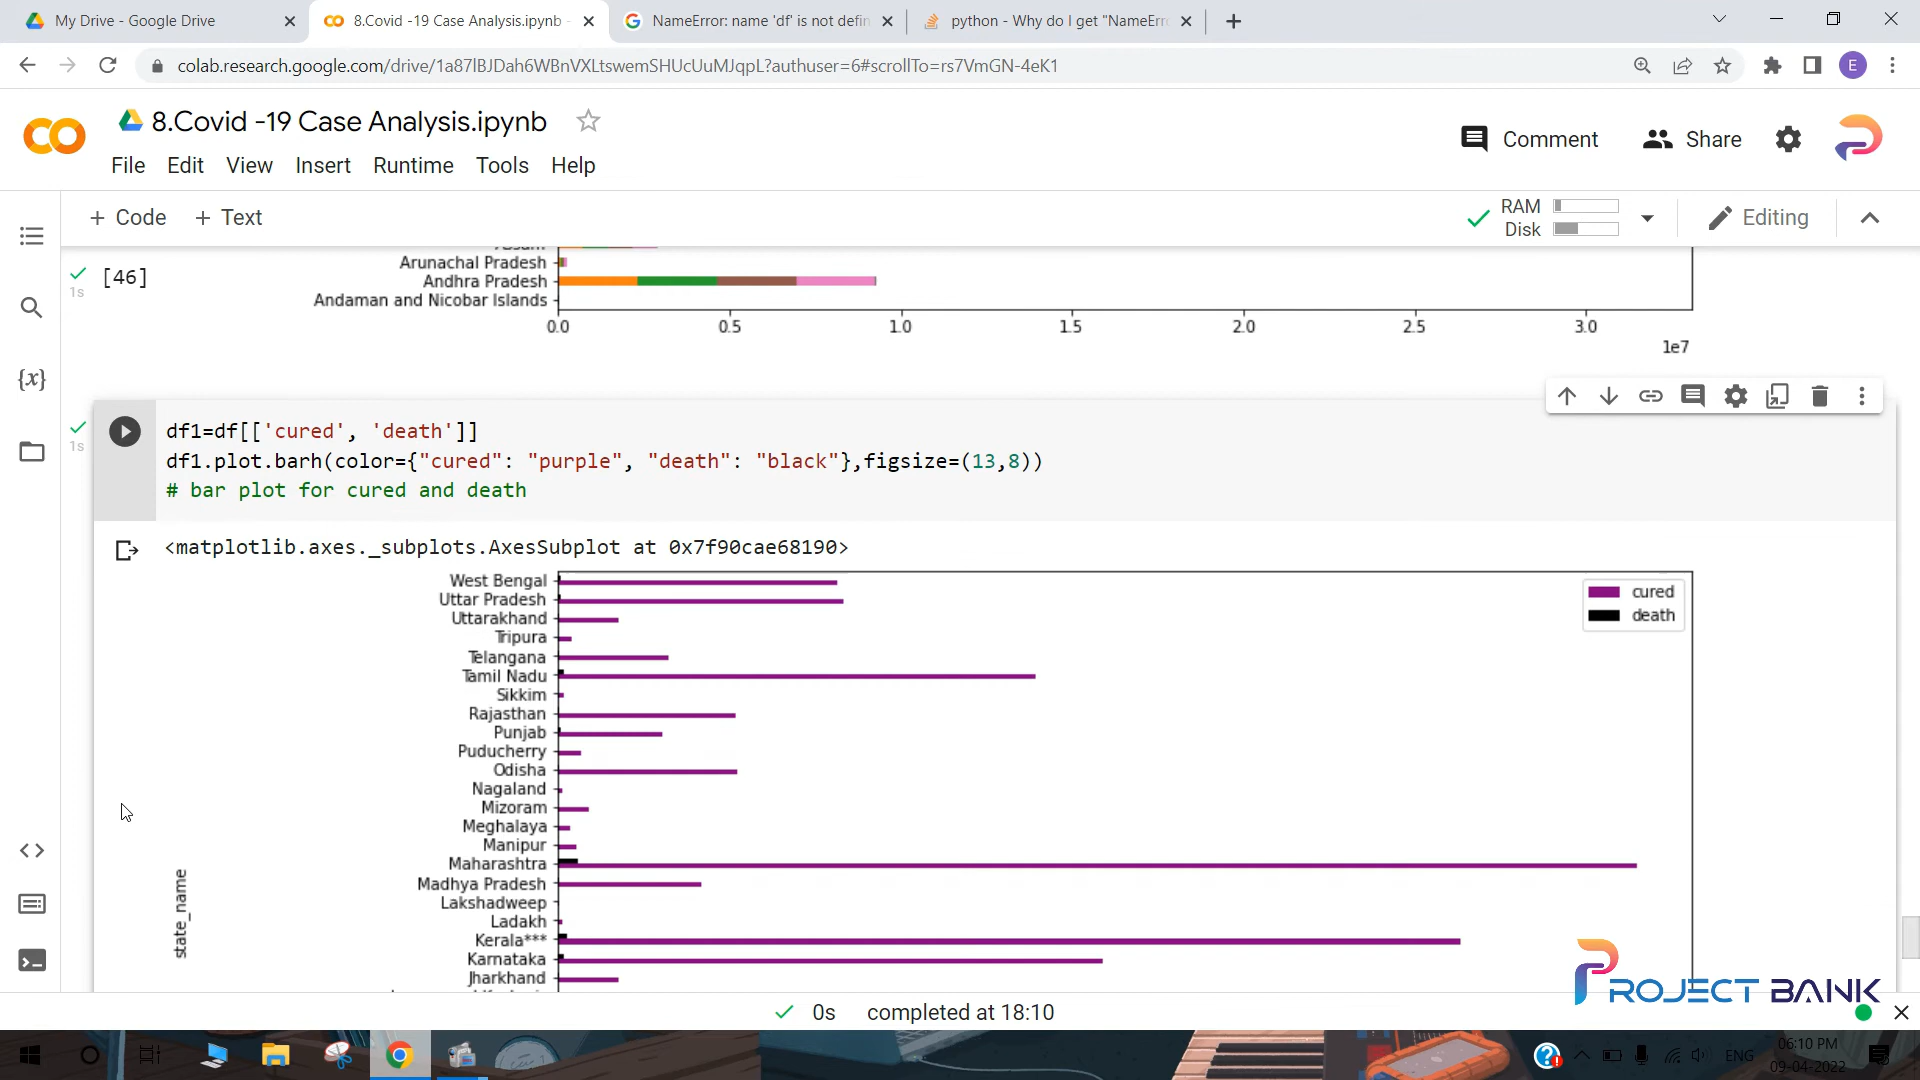 My Drive - Google Drive
8.Covid -19 Case Analysis.ipynb -
NameError: name 'df' is not defin
python - Why do I get "NameErro
colab.research.google.com/drive/1a87lBJDah6WBnVXLtswemSHUcUuMJqpL?authuser=6#scrollTo=rs7VmGN-4eK1
E
8.Covid -19 Case Analysis.ipynb
Comment
Share
File Edit View Insert Runtime Tools Help
+ Code + Text
RAM
Disk
Editing
[46]
1s
Assam
Arunachal Pradesh
Andhra Pradesh
Andaman and Nicobar Islands
0.0 0.5 1.0 1.5 2.0 2.5 3.0
1e7
{x}
1s
df1=df[['cured', 'death']]
df1.plot.barh(color={"cured": "purple", "death": "black"},figsize=(13,8))
# bar plot for cured and death
<matplotlib.axes._subplots.AxesSubplot at 0x7f90cae68190>
West Bengal
Uttar Pradesh
Uttarakhand
Tripura
Telangana
Tamil Nadu
Sikkim
Rajasthan
Punjab
Puducherry
Odisha
Nagaland
Mizoram
Meghalaya
Manipur
Maharashtra
Madhya Pradesh
Lakshadweep
Ladakh
Kerala***
Karnataka
Jharkhand
cured
death
state_name
PROJECT BANK
0s completed at 18:10
ENG
06:10 PM
09-04-2022